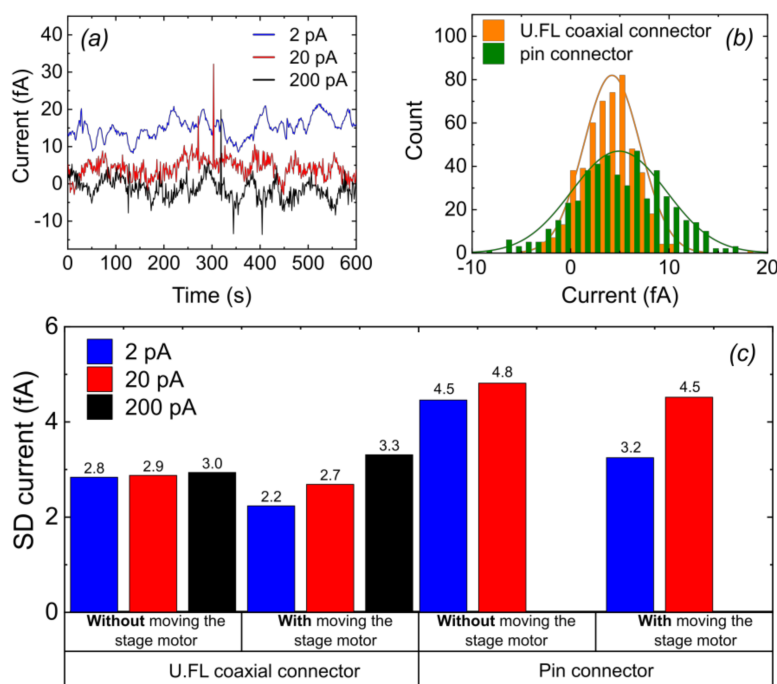 (a)
2 pA
20 pA
200 pA
40
30
20
10
0
-10
Current (fA)
0 100 200 300 400 500 600
Time (s)
U.FL coaxial connector
pin connector
(b)
100
80
60
40
20
0
Count
-10 0 10 20
Current (fA)
(c)
2 pA
20 pA
200 pA
6
4
2
0
SD current (fA)
2.8 2.9 3.0 2.2 2.7 3.3 4.5 4.8 3.2 4.5
Without moving the
stage motor
With moving the
stage motor
Without moving the
stage motor
With moving the
stage motor
U.FL coaxial connector
Pin connector